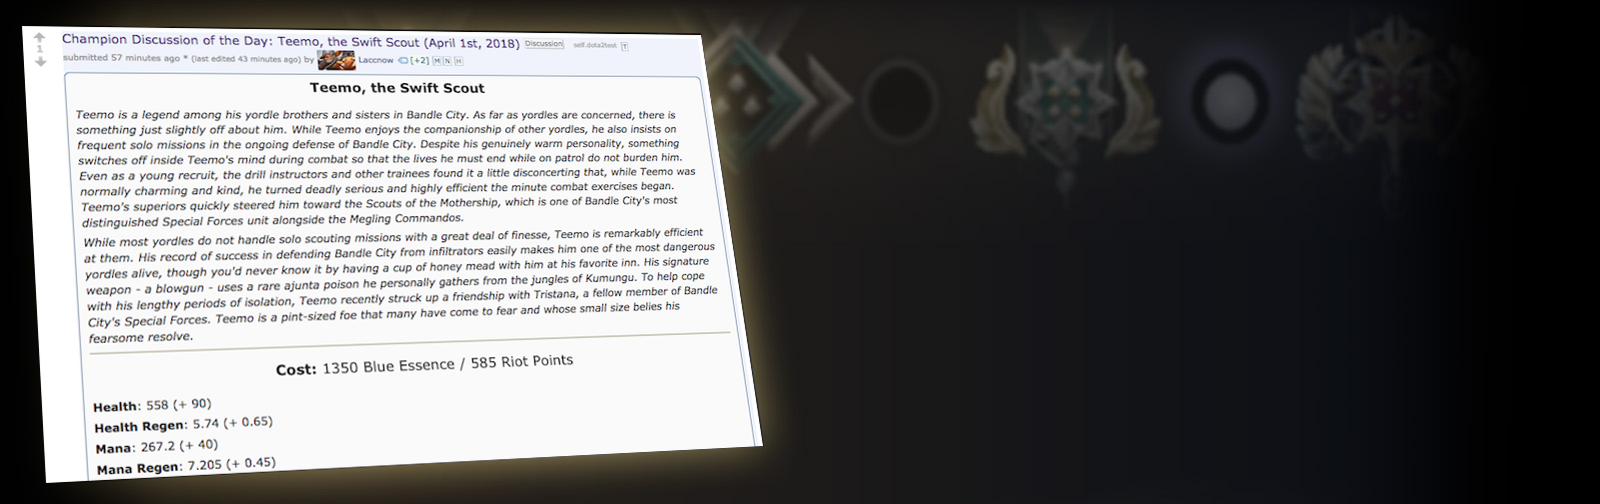 Champion Discussion of the Day: Teemo, the Swift Scout (April 1st, 2018) Discussion self.dota2test T
1
submitted 57 minutes ago * (last edited 43 minutes ago) by Laccnow [+2] M N H
Teemo, the Swift Scout
Teemo is a legend among his yordle brothers and sisters in Bandle City. As far as yordles are concerned, there is
something just slightly off about him. While Teemo enjoys the companionship of other yordles, he also insists on
frequent solo missions in the ongoing defense of Bandle City. Despite his genuinely warm personality, something
switches off inside Teemo's mind during combat so that the lives he must end while on patrol do not burden him.
Even as a young recruit, the drill instructors and other trainees found it a little disconcerting that, while Teemo was
normally charming and kind, he turned deadly serious and highly efficient the minute combat exercises began.
Teemo's superiors quickly steered him toward the Scouts of the Mothership, which is one of Bandle City's most
distinguished Special Forces unit alongside the Megling Commandos.
While most yordles do not handle solo scouting missions with a great deal of finesse, Teemo is remarkably efficient
at them. His record of success in defending Bandle City from infiltrators easily makes him one of the most dangerous
yordles alive, though you'd never know it by having a cup of honey mead with him at his favorite inn. His signature
weapon - a blowgun - uses a rare ajunta poison he personally gathers from the jungles of Kumungu. To help cope
with his lengthy periods of isolation, Teemo recently struck up a friendship with Tristana, a fellow member of Bandle
City's Special Forces. Teemo is a pint-sized foe that many have come to fear and whose small size belies his
fearsome resolve.
Cost: 1350 Blue Essence / 585 Riot Points
Health: 558 (+ 90)
Health Regen: 5.74 (+ 0.65)
Mana: 267.2 (+ 40)
Mana Regen: 7.205 (+ 0.45)